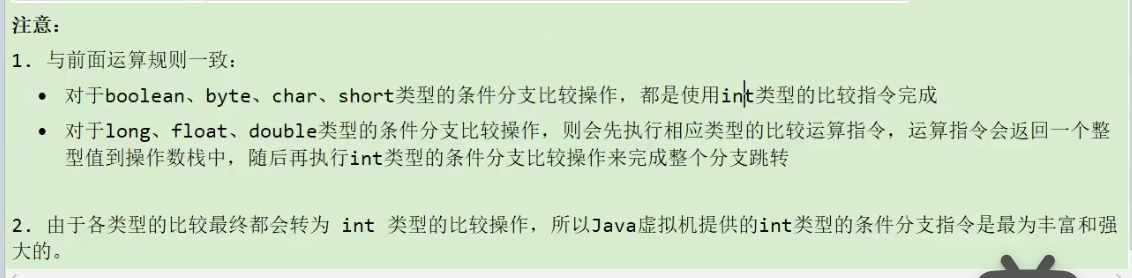 注意：
1. 与前面运算规则一致：
• 对于boolean、byte、char、short类型的条件分支比较操作，都是使用int类型的比较指令完成
• 对于long、float、double类型的条件分支比较操作，则会先执行相应类型的比较运算指令，运算指令会返回一个整
型值到操作数栈中，随后再执行int类型的条件分支比较操作来完成整个分支跳转
2. 由于各类型的比较最终都会转为 int 类型的比较操作，所以Java虚拟机提供的int类型的条件分支指令是最为丰富和强
大的。